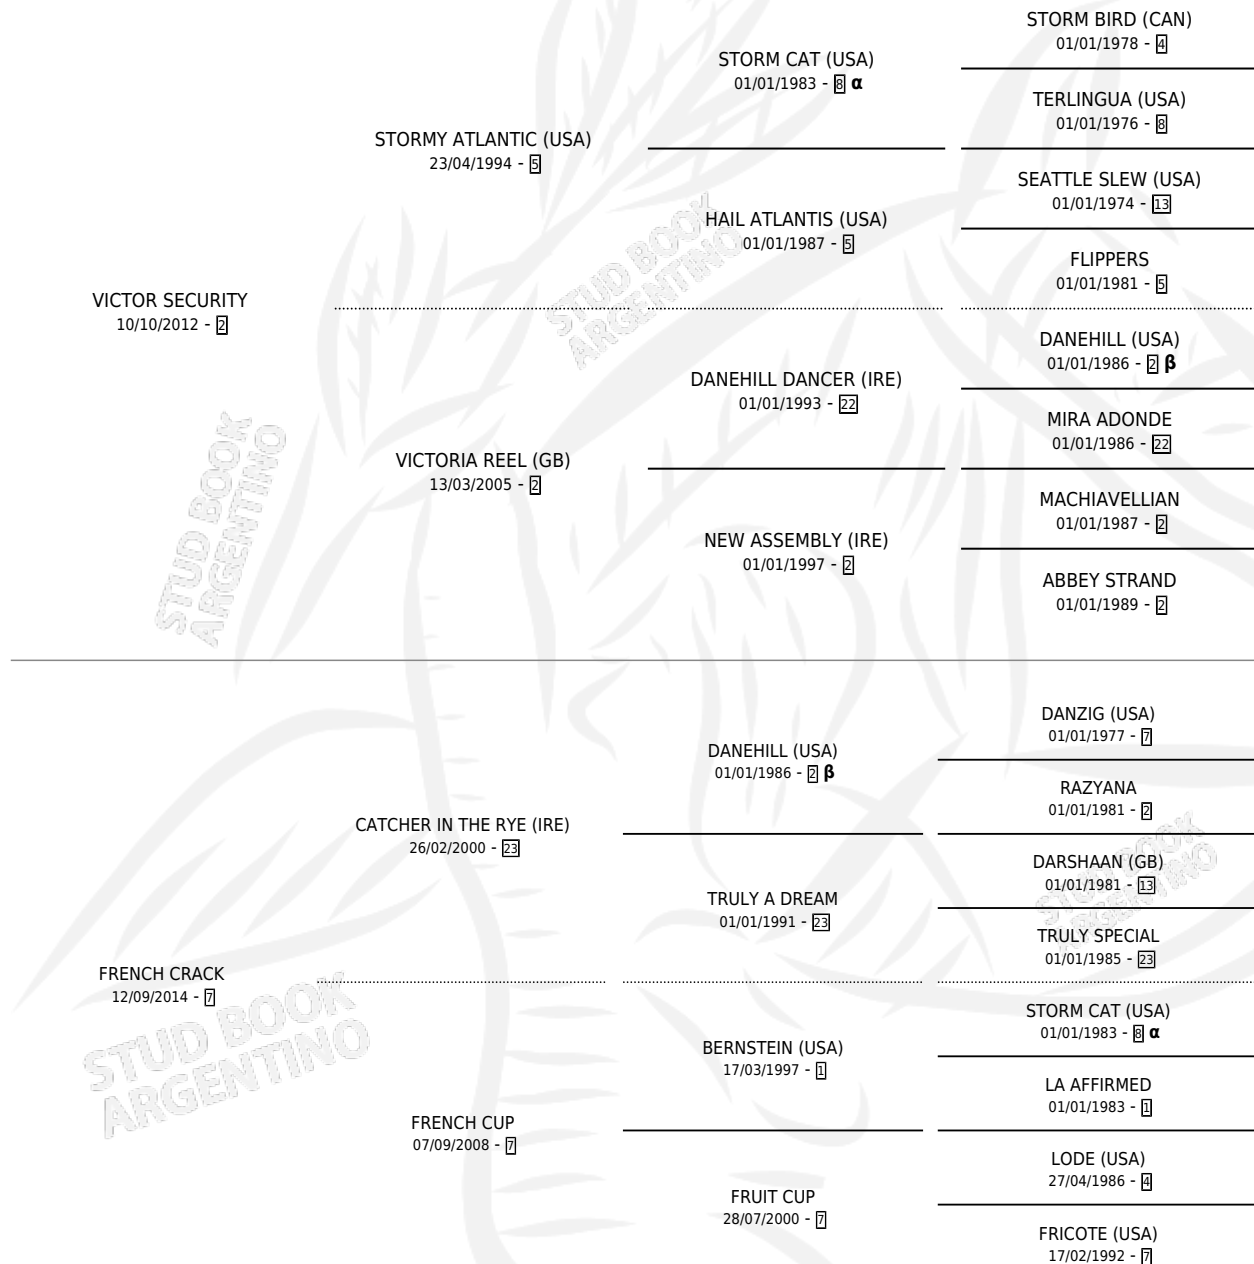 STORM BIRD (CAN)
01/01/1978 - 4
STORM CAT (USA)
01/01/1983 - 8 α
TERLINGUA (USA)
01/01/1976 - 8
STORMY ATLANTIC (USA)
23/04/1994 - 5
SEATTLE SLEW (USA)
01/01/1974 - 13
HAIL ATLANTIS (USA)
01/01/1987 - 5
FLIPPERS
01/01/1981 - 5
VICTOR SECURITY
10/10/2012 - 2
STUD BOOK
ARGENTINO
DANEHILL (USA)
01/01/1986 - 2 β
DANEHILL DANCER (IRE)
01/01/1993 - 22
MIRA ADONDE
01/01/1986 - 22
VICTORIA REEL (GB)
13/03/2005 - 2
MACHIAVELLIAN
01/01/1987 - 2
NEW ASSEMBLY (IRE)
01/01/1997 - 2
ABBEY STRAND
01/01/1989 - 2
STUD BOOK
ARGENTINO
DANZIG (USA)
01/01/1977 - 7
DANEHILL (USA)
01/01/1986 - 2 β
RAZYANA
01/01/1981 - 2
CATCHER IN THE RYE (IRE)
26/02/2000 - 23
DARSHAAN (GB)
01/01/1981 - 13
STUD BOOK
ARGENTINO
TRULY A DREAM
01/01/1991 - 23
TRULY SPECIAL
01/01/1985 - 23
FRENCH CRACK
12/09/2014 - 7
STUD BOOK
ARGENTINO
STORM CAT (USA)
01/01/1983 - 8 α
BERNSTEIN (USA)
17/03/1997 - 1
LA AFFIRMED
01/01/1983 - 1
FRENCH CUP
07/09/2008 - 7
LODE (USA)
27/04/1986 - 4
FRUIT CUP
28/07/2000 - 7
FRICOTE (USA)
17/02/1992 - 7